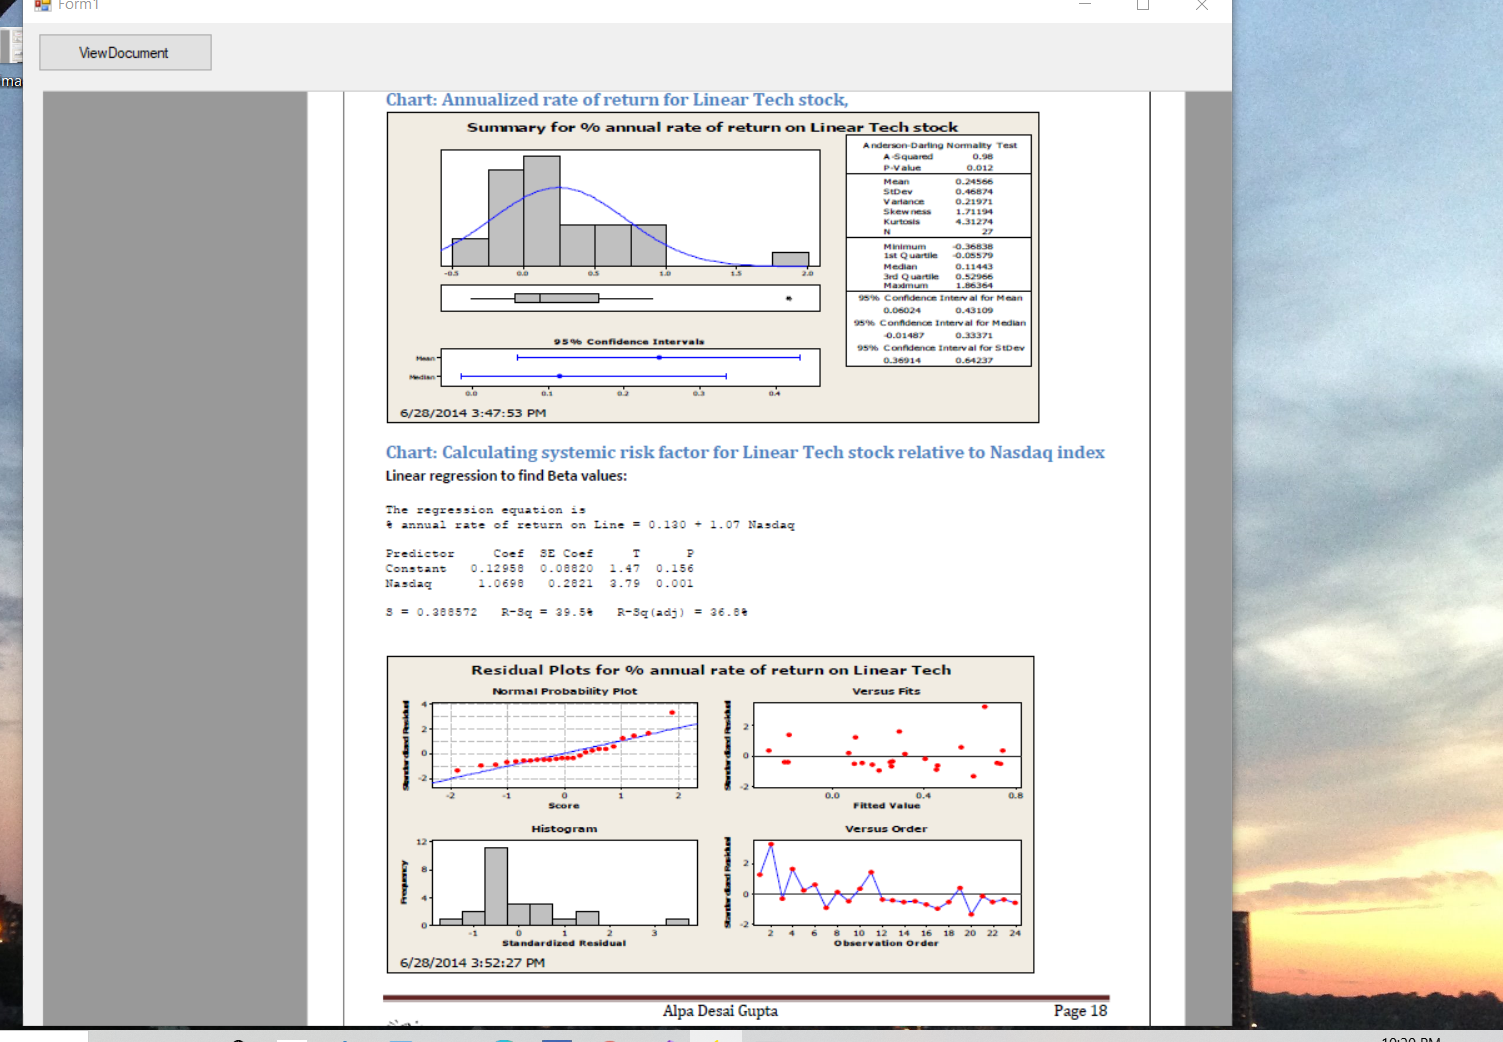 Form1
ViewDocument
ma
Chart: Annualized rate of return for Linear Tech stock,
Summary for % annual rate of return on Linear Tech stock
Anderson-Darling Normality Test
A-Squared 0.98
P-Value 0.012
Mean 0.24566
StDev 0.46874
Variance 0.21971
Skewness 1.71194
Kurtosis 4.31274
N 27
Minimum -0.36838
1st Quartile -0.05579
Median 0.11443
3rd Quartile 0.52966
Maximum 1.86364
95% Confidence Interval for Mean
0.06024 0.43109
95% Confidence Interval for Median
-0.01487 0.33371
95% Confidence Interval for StDev
0.36914 0.64237
-0.5 0.0 0.5 1.0 1.5 2.0
95% Confidence Intervals
Mean
Median
0.0 0.1 0.2 0.3 0.4
6/28/2014 3:47:53 PM
Chart: Calculating systemic risk factor for Linear Tech stock relative to Nasdaq index
Linear regression to find Beta values:
The regression equation is
% annual rate of return on Line = 0.130 + 1.07 Nasdaq
Predictor Coef SE Coef T P
Constant 0.12958 0.08820 1.47 0.156
Nasdaq 1.0698 0.2821 3.79 0.001
S = 0.388572 R-Sq = 39.5% R-Sq(adj) = 36.8%
Residual Plots for % annual rate of return on Linear Tech
Normal Probability Plot
Standardized Residual
4
2
0
-2
-2 -1 0 1 2
Score
Versus Fits
Standardized Residual
2
0
-2
0.0 0.4 0.8
Fitted Value
Histogram
Frequency
12
8
4
0
-1 0 1 2 3
Standardized Residual
Versus Order
Standardized Residual
2
0
-2
2 4 6 8 10 12 14 16 18 20 22 24
Observation Order
6/28/2014 3:52:27 PM
Alpa Desai Gupta Page 18